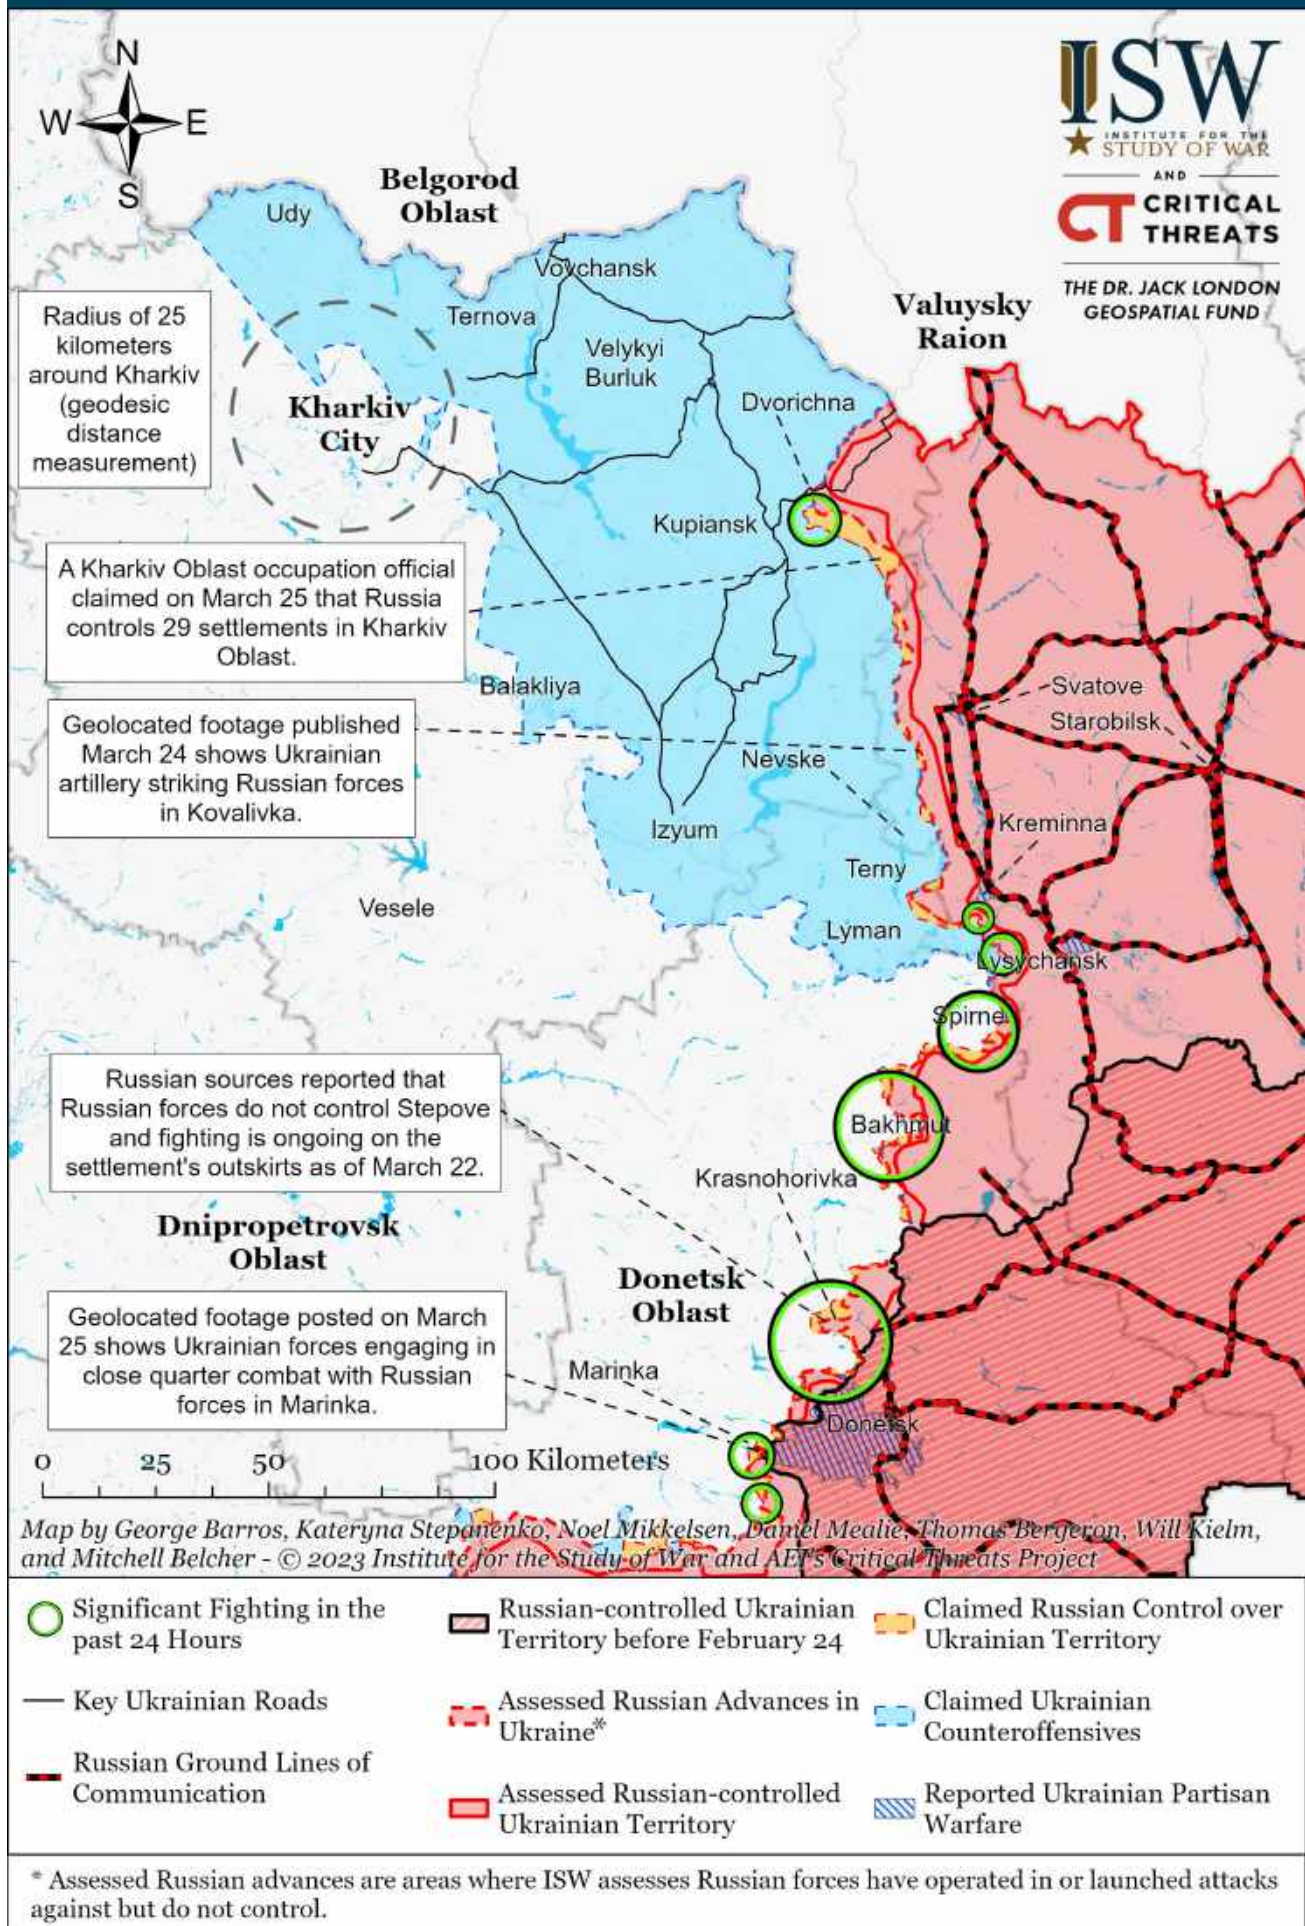 N
W
E
S
ISW
INSTITUTE FOR THE
STUDY OF WAR
AND
CT CRITICAL
THREATS
THE DR. JACK LONDON
GEOSPATIAL FUND
Belgorod
Oblast
Udy
Vovchansk
Ternova
Valuysky
Raion
Radius of 25
kilometers
around Kharkiv
(geodesic
distance
measurement)
Velykyi
Burluk
Kharkiv
City
Dvorichna
Kupiansk
A Kharkiv Oblast occupation official
claimed on March 25 that Russia
controls 29 settlements in Kharkiv
Oblast.
Balakliya
Svatove
Starobilsk
Geolocated footage published
March 24 shows Ukrainian
artillery striking Russian forces
in Kovalivka.
Nevske
Izyum
Kreminna
Terny
Vesele
Lyman
Lysychansk
Spirne
Russian sources reported that
Russian forces do not control Stepove
and fighting is ongoing on the
settlement's outskirts as of March 22.
Bakhmut
Krasnohorivka
Dnipropetrovsk
Oblast
Donetsk
Oblast
Geolocated footage posted on March
25 shows Ukrainian forces engaging in
close quarter combat with Russian
forces in Marinka.
Marinka
Donetsk
0 25 50 100 Kilometers
Map by George Barros, Kateryna Stepanenko, Noel Mikkelsen, Daniel Mealie, Thomas Bergeron, Will Kielm,
and Mitchell Belcher - © 2023 Institute for the Study of War and AEI's Critical Threats Project
Significant Fighting in the
past 24 Hours
Key Ukrainian Roads
Russian Ground Lines of
Communication
Russian-controlled Ukrainian
Territory before February 24
Assessed Russian Advances in
Ukraine*
Assessed Russian-controlled
Ukrainian Territory
Claimed Russian Control over
Ukrainian Territory
Claimed Ukrainian
Counteroffensives
Reported Ukrainian Partisan
Warfare
* Assessed Russian advances are areas where ISW assesses Russian forces have operated in or launched attacks
against but do not control.